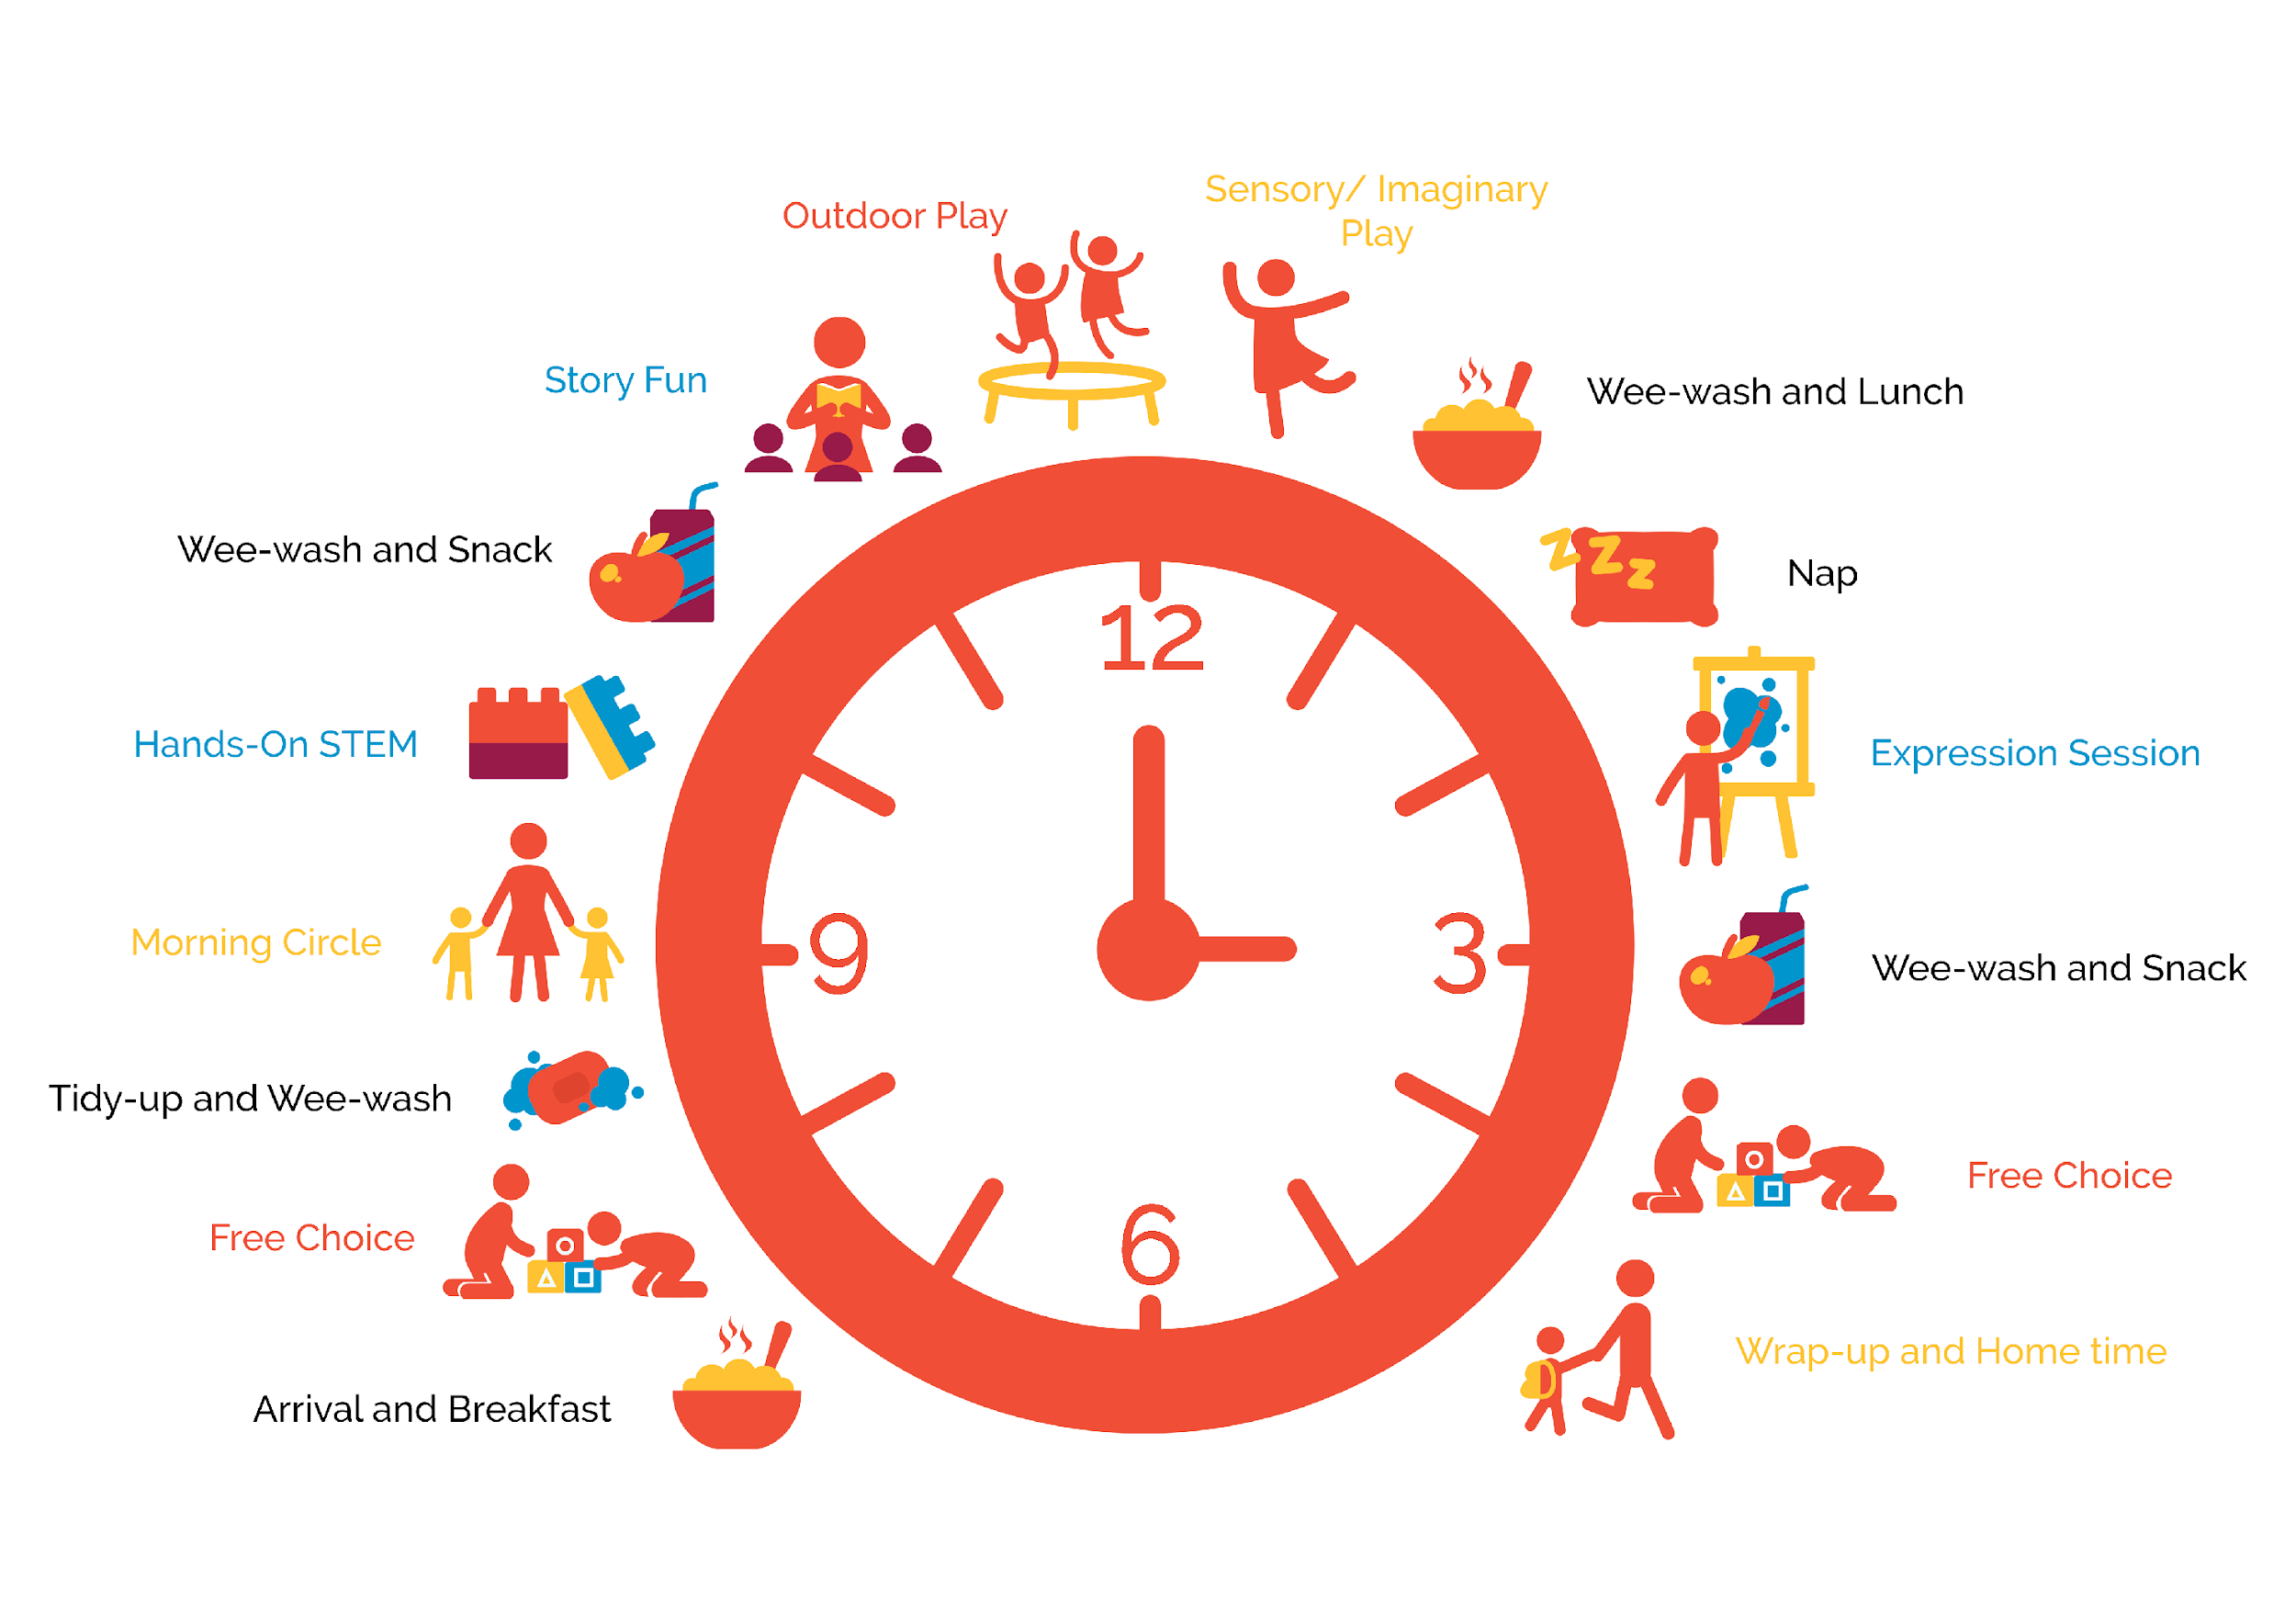 Sensory/ Imaginary
Play
Outdoor Play
Story Fun
Wee-wash and Lunch
Wee-wash and Snack
Nap
zzz
12
Hands-On STEM
Expression Session
Morning Circle
9
3
Wee-wash and Snack
Tidy-up and Wee-wash
Free Choice
Free Choice
6
Wrap-up and Home time
Arrival and Breakfast